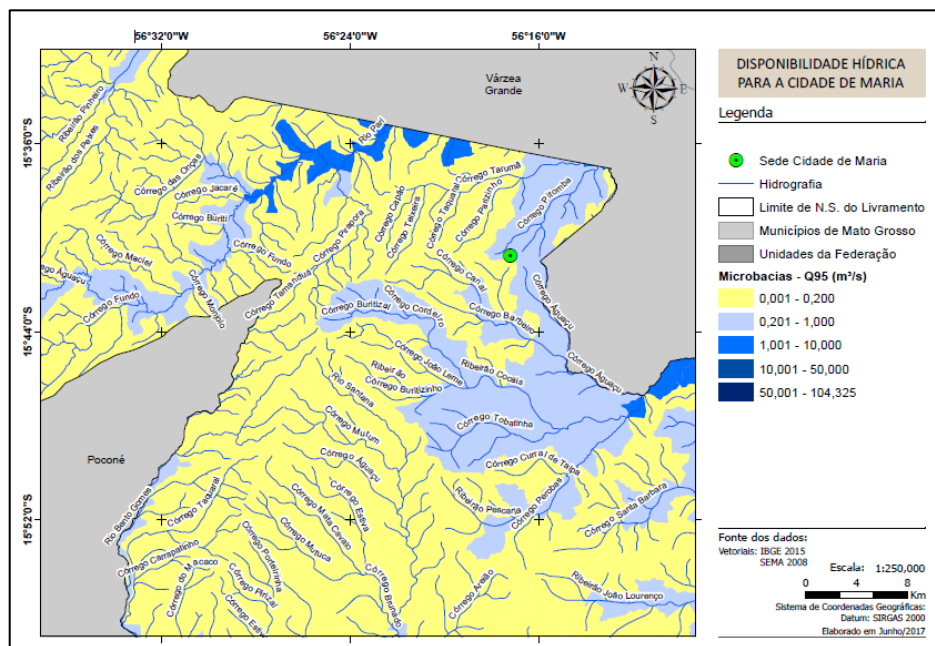 56°32'0"W
56°24'0"W
56°16'0"W
15°36'0"S
15°44'0"S
15°52'0"S
Várzea
Grande
N
W
E
S
Ribeirão Pinheiro
Ribeirão dos Peixes
Rio Pari
Córrego das Onças
Córrego Jacaré
Córrego Buriti
Córrego Tarumã
Córrego Pitomba
Córrego Parizinho
Córrego Taquaral
Córrego Capão
Córrego Teixeira
Córrego Pirapora
Córrego Fundo
Córrego Maciel
Córrego Aguaçu
Córrego Fundo
Córrego Monjolo
Córrego Tamanduá
Córrego Canal
Córrego Buritizal
Córrego Cordeiro
Córrego Barbeiro
Córrego Aguaçu
Córrego Aguaçu
Córrego João Leme
Ribeirão Cocais
Ribeirão
Rio Santana
Córrego Buritizinho
Córrego Tobatinha
Córrego Mutum
Córrego Aguaçu
Córrego Curral de Taipa
Poconé
Rio Bento Gomes
Córrego Taquaral
Córrego Estiva
Córrego Mata Cavalo
Córrego Mutuca
Córrego Porteirinha
Ribeirão Pescaria
Córrego Perobas
Córrego Santa Barbara
Córrego Carrapatinho
Córrego do Macaco
Córrego Pirizal
Córrego Estiva
Córrego Brunado
Córrego Areião
Ribeirão João Lourenço
DISPONIBILIDADE HÍDRICA
PARA A CIDADE DE MARIA
Legenda
Sede Cidade de Maria
Hidrografia
Limite de N.S. do Livramento
Municípios de Mato Grosso
Unidades da Federação
Microbacias - Q95 (m³/s)
0,001 - 0,200
0,201 - 1,000
1,001 - 10,000
10,001 - 50,000
50,001 - 104,325
Fonte dos dados:
Vetoriais: IBGE 2015
SEMA 2008
Escala: 1:250,000
0 4 8
Km
Sistema de Coordenadas Geográficas:
Datum: SIRGAS 2000
Elaborado em Junho/2017